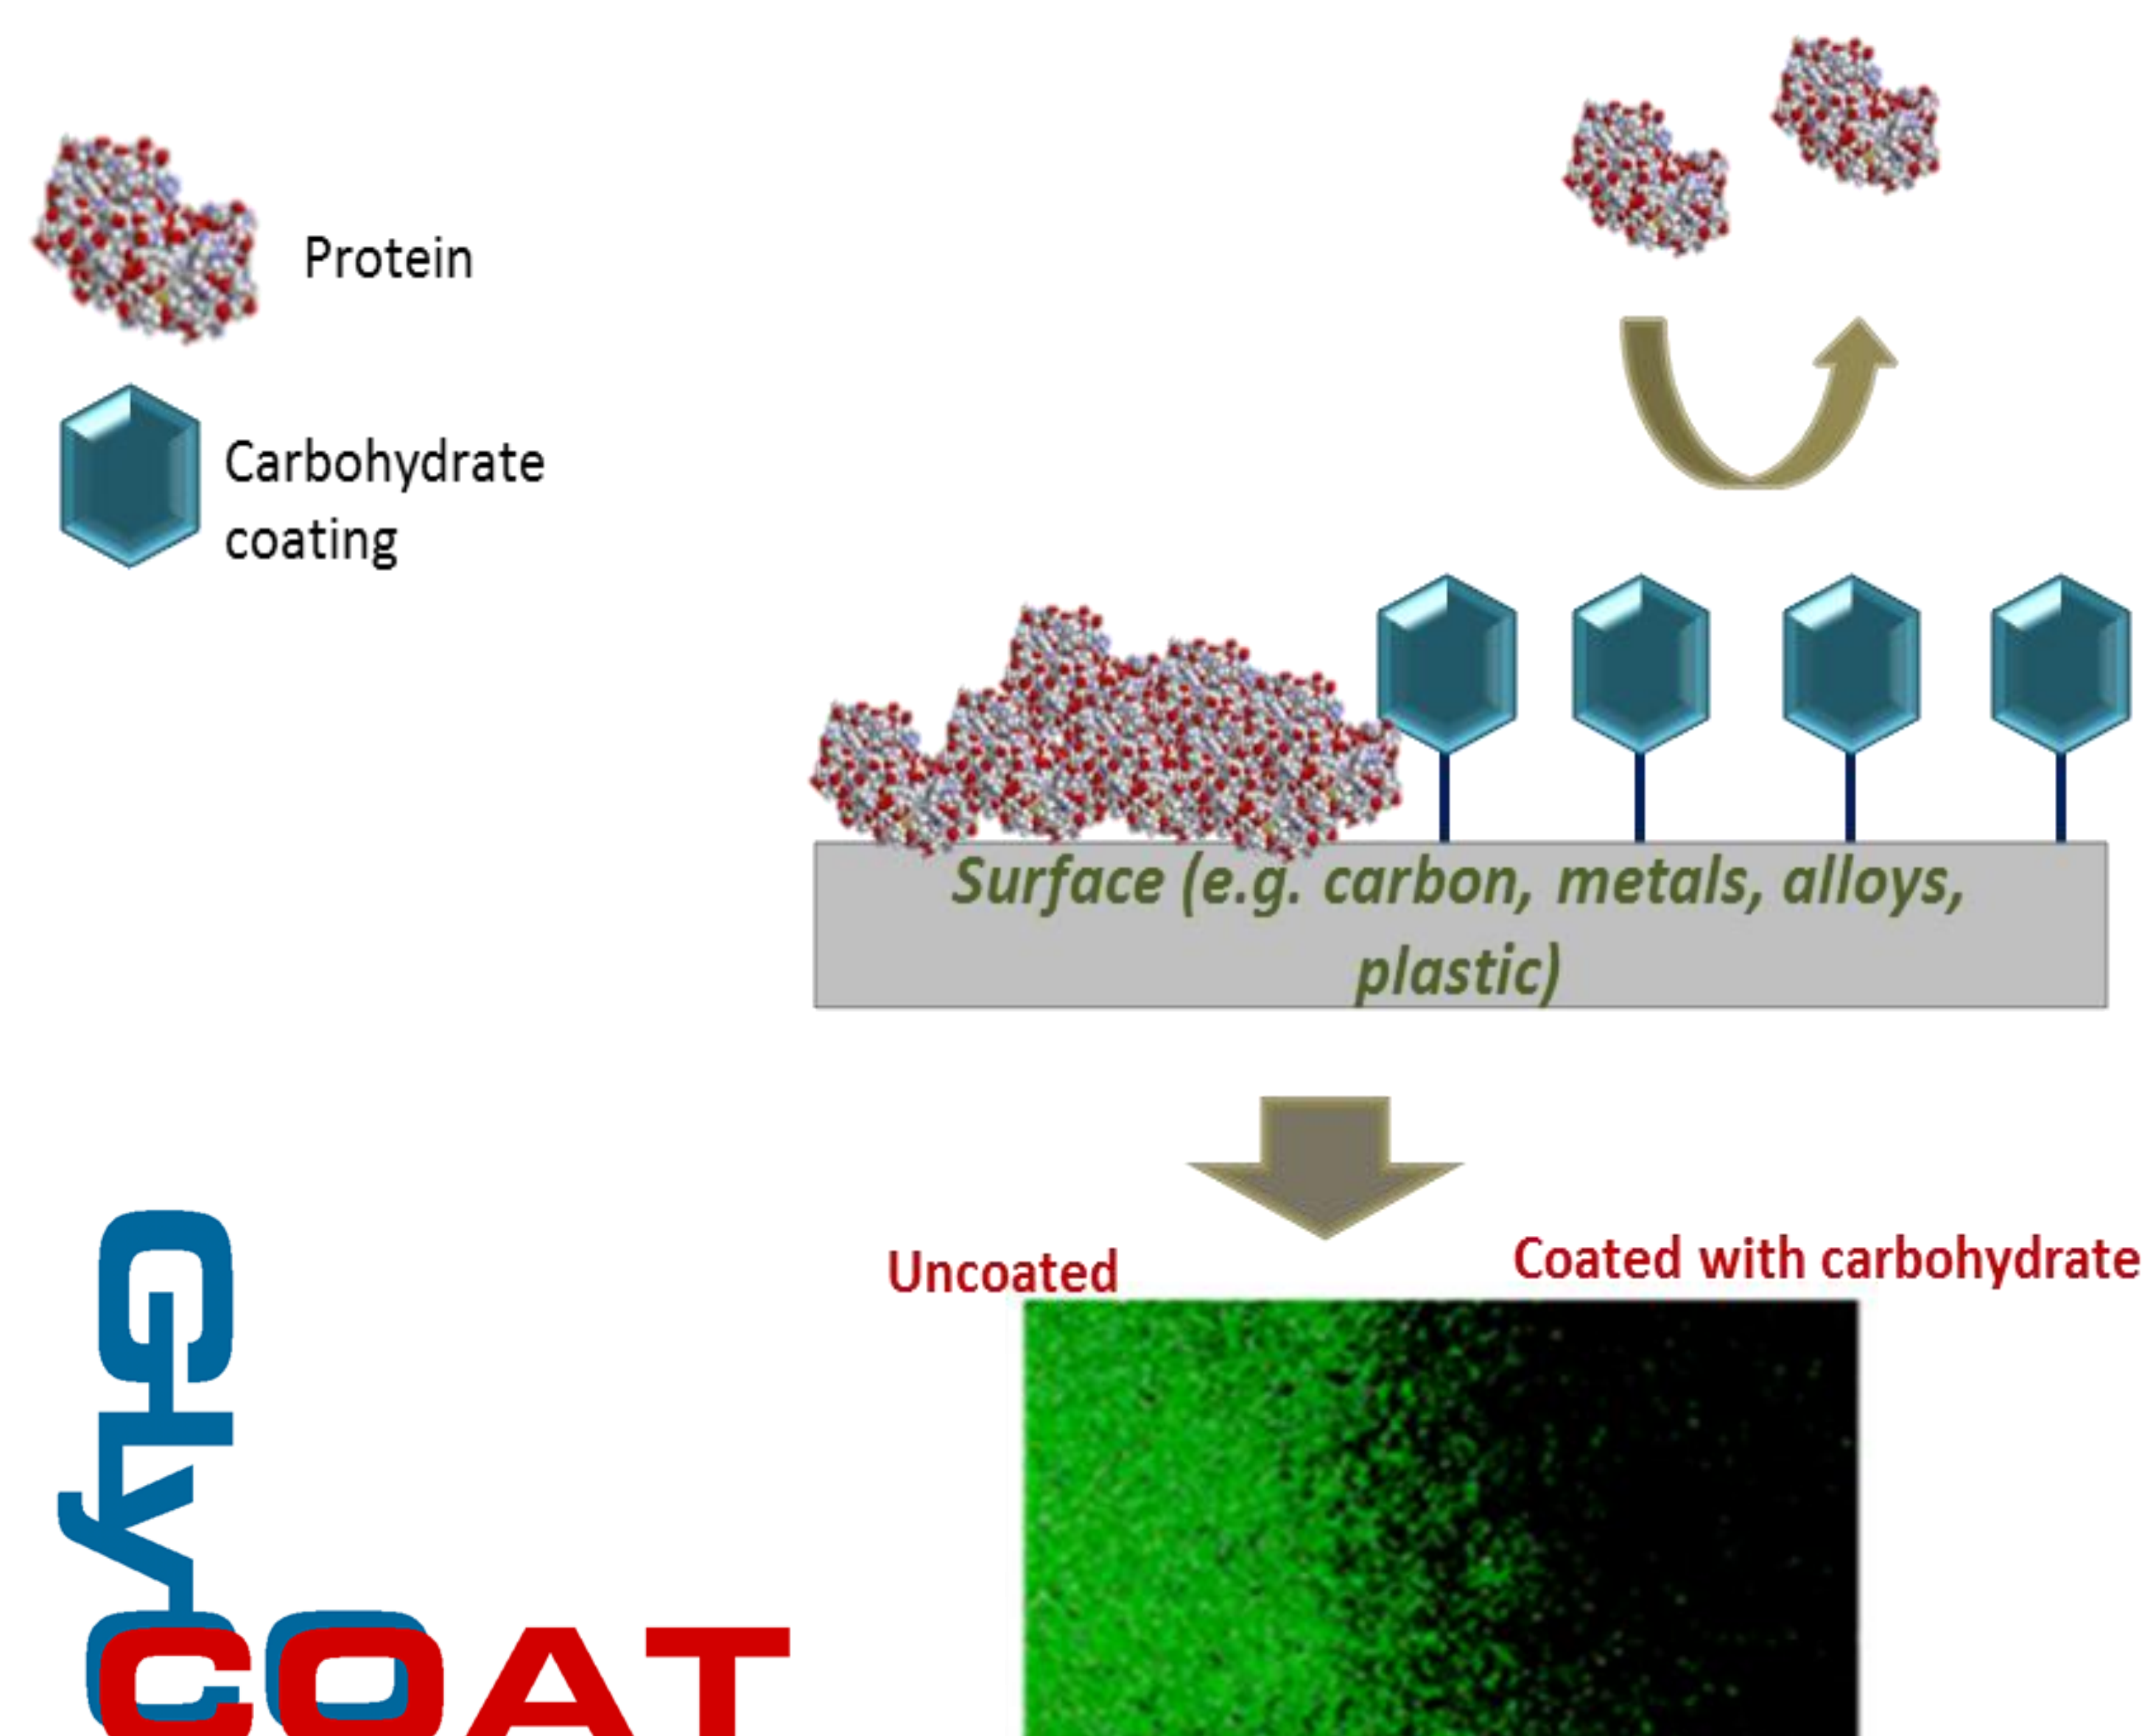 Protein
Carbohydrate
coating
Surface (e.g. carbon, metals, alloys,
plastic)
Uncoated
Coated with carbohydrate
GLy
COAT